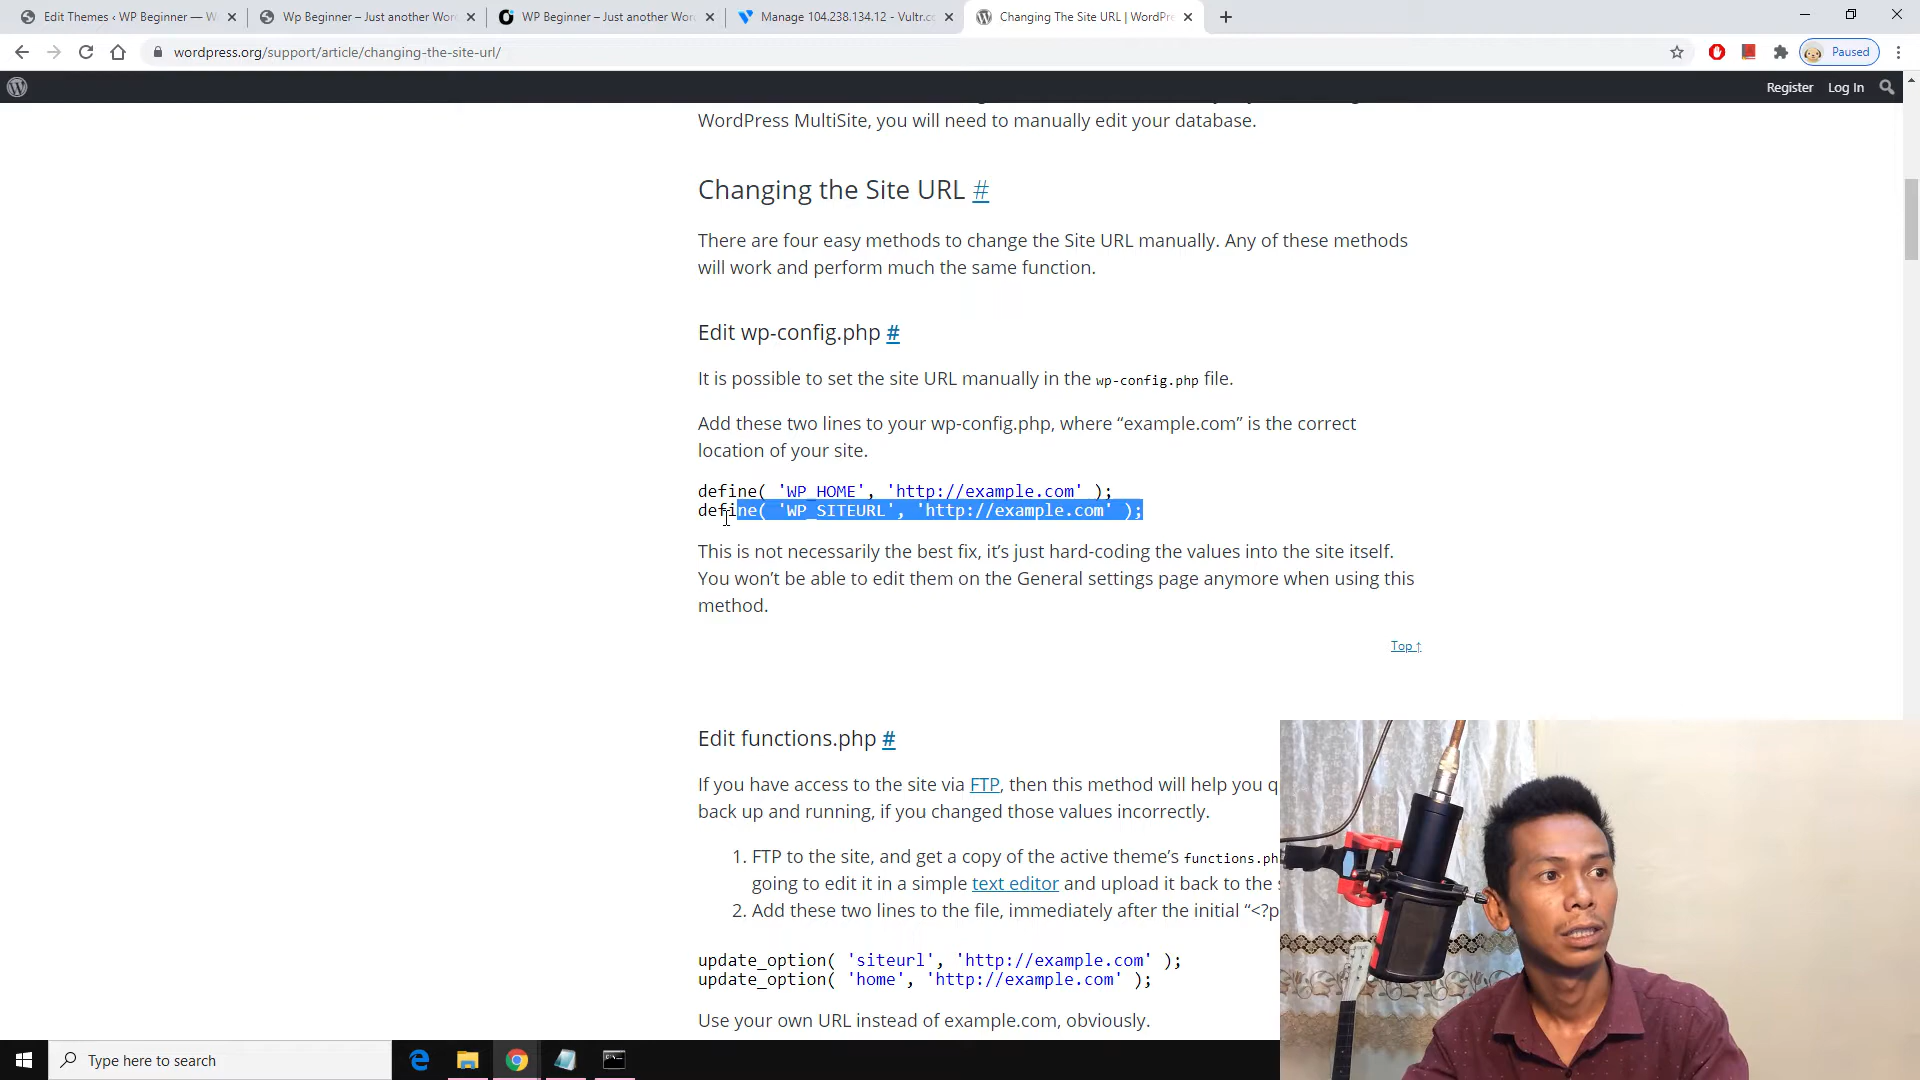 Edit Themes ‹ WP Beginner — W
Wp Beginner – Just another Wor
WP Beginner – Just another Wor
Manage 104.238.134.12 - Vultr.c
Changing The Site URL | WordPre
wordpress.org/support/article/changing-the-site-url/
Paused
Register Log In
WordPress MultiSite, you will need to manually edit your database.
Changing the Site URL #
There are four easy methods to change the Site URL manually. Any of these methods
will work and perform much the same function.
Edit wp-config.php #
It is possible to set the site URL manually in the wp-config.php file.
Add these two lines to your wp-config.php, where “example.com” is the correct
location of your site.
define( 'WP_HOME', 'http://example.com' );
define( 'WP_SITEURL', 'http://example.com' );
This is not necessarily the best fix, it’s just hard-coding the values into the site itself.
You won’t be able to edit them on the General settings page anymore when using this
method.
Top ↑
Edit functions.php #
If you have access to the site via FTP, then this method will help you q
back up and running, if you changed those values incorrectly.
1. FTP to the site, and get a copy of the active theme’s functions.ph
going to edit it in a simple text editor and upload it back to the s
2. Add these two lines to the file, immediately after the initial “<?p
update_option( 'siteurl', 'http://example.com' );
update_option( 'home', 'http://example.com' );
Use your own URL instead of example.com, obviously.
Type here to search